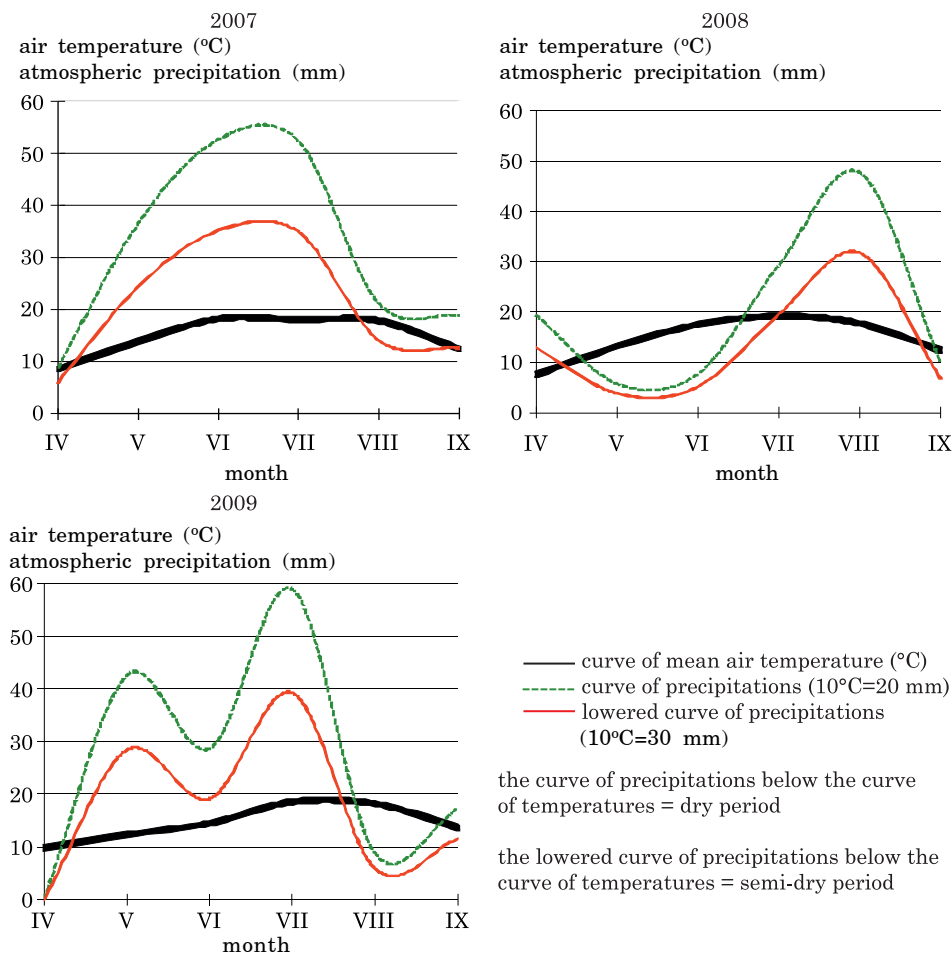 2007
air temperature (°C)
atmospheric precipitation (mm)
60
50
40
30
20
10
0
IV V VI VII VIII IX
month
2008
air temperature (°C)
atmospheric precipitation (mm)
60
50
40
30
20
10
0
IV V VI VII VIII IX
month
2009
air temperature (°C)
atmospheric precipitation (mm)
60
50
40
30
20
10
0
IV V VI VII VIII IX
month
curve of mean air temperature (°C)
curve of precipitations (10°C=20 mm)
lowered curve of precipitations
(10°C=30 mm)
the curve of precipitations below the curve
of temperatures = dry period
the lowered curve of precipitations below the
curve of temperatures = semi-dry period